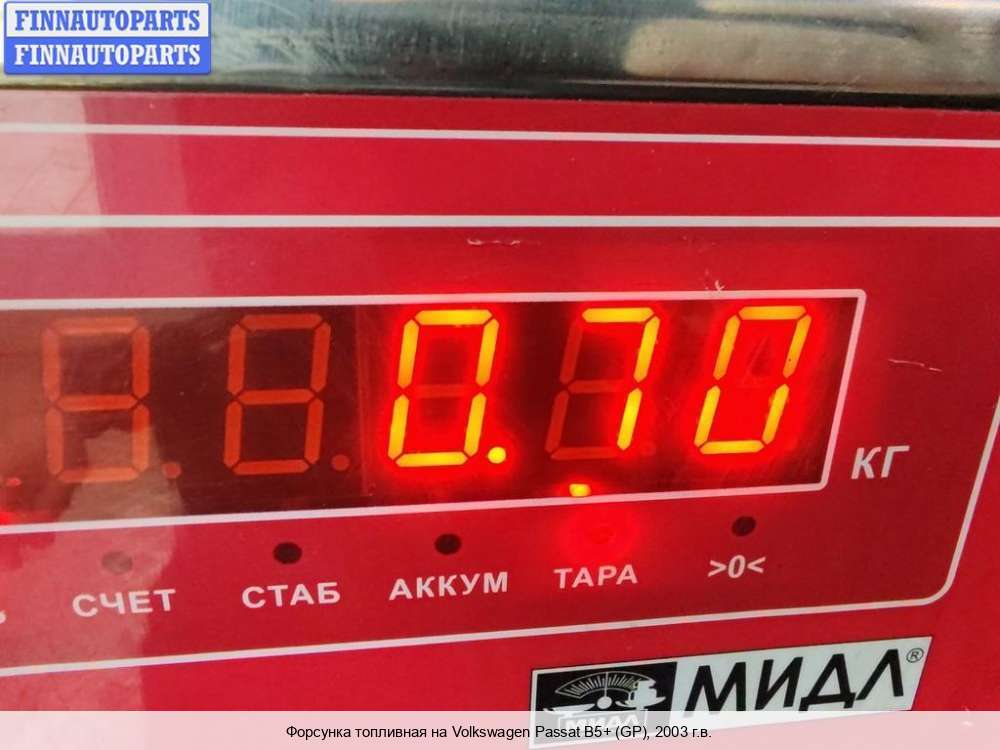 FINNAUTOPARTS
FINNAUTOPARTS
0.70
КГ
СЧЕТ СТАБ АККУМ ТАРА >0<
МИДЛ®
МИДЛ
Форсунка топливная на Volkswagen Passat B5+ (GP), 2003 г.в.